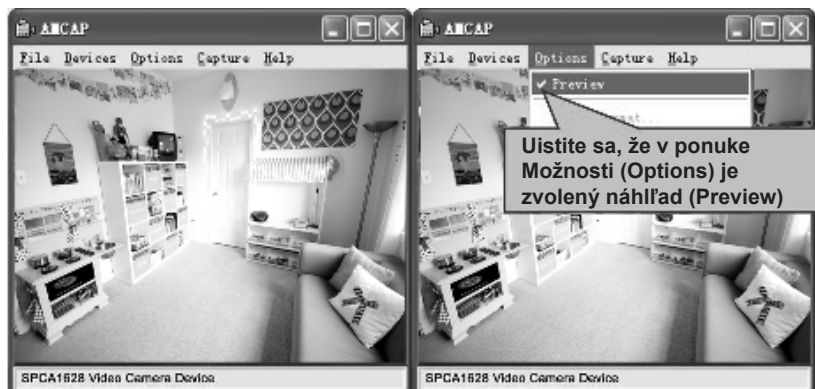 AMCAP
File Devices Options Capture Help
SPCA1628 Video Camera Device
AMCAP
File Devices Options Capture Help
Preview
Uistite sa, že v ponuke
Možnosti (Options) je
zvolený náhľad (Preview)
SPCA1628 Video Camera Device